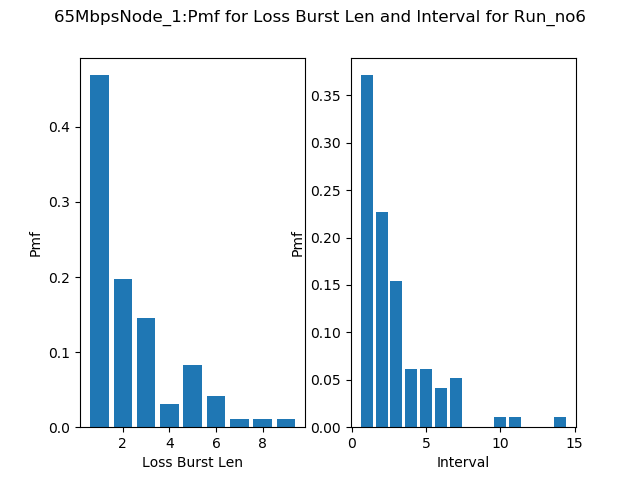 65MbpsNode_1:Pmf for Loss Burst Len and Interval for Run_no6
Pmf
0.4
0.3
0.2
0.1
0.0
2 4 6 8
Loss Burst Len
Pmf
0.35
0.30
0.25
0.20
0.15
0.10
0.05
0.00
0 5 10 15
Interval